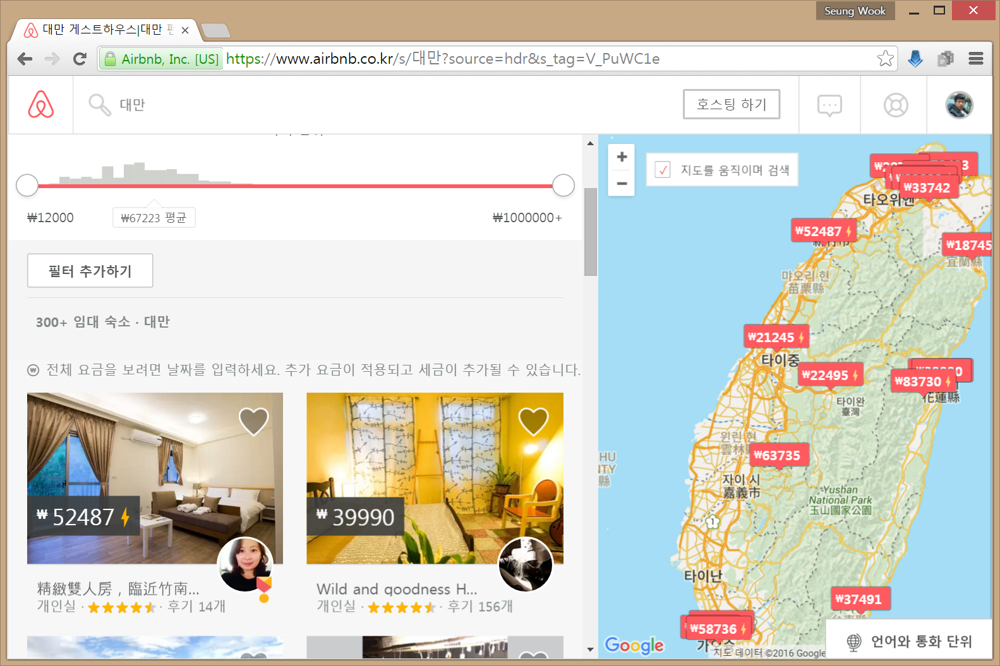 Seung Wook
대만 게스트하우스|대만
Airbnb, Inc. [US] https://www.airbnb.co.kr/s/대만?source=hdr&s_tag=V_PuWC1e
대만
호스팅 하기
₩12000
₩67223 평균
₩1000000+
필터 추가하기
300+ 임대 숙소 · 대만
전체 요금을 보려면 날짜를 입력하세요. 추가 요금이 적용되고 세금이 추가될 수 있습니다.
₩ 52487
₩ 39990
精緻雙人房，臨近竹南...
개인실 · 후기 14개
Wild and goodness H...
개인실 · 후기 156개
+
−
지도를 움직이며 검색
₩33742
타오위엔
₩52487
₩18745
宜蘭縣
먀오리 현
苗栗縣
₩21245
타이중
₩22495
₩83730
花蓮縣
타이완
臺灣
윈린 현
雲林縣
₩63735
자이 시
嘉義市
Yushan
National Park
玉山國家公園
1
타이난
₩37491
₩58736
Google
지도 데이터 ©2016 Google
언어와 통화 단위